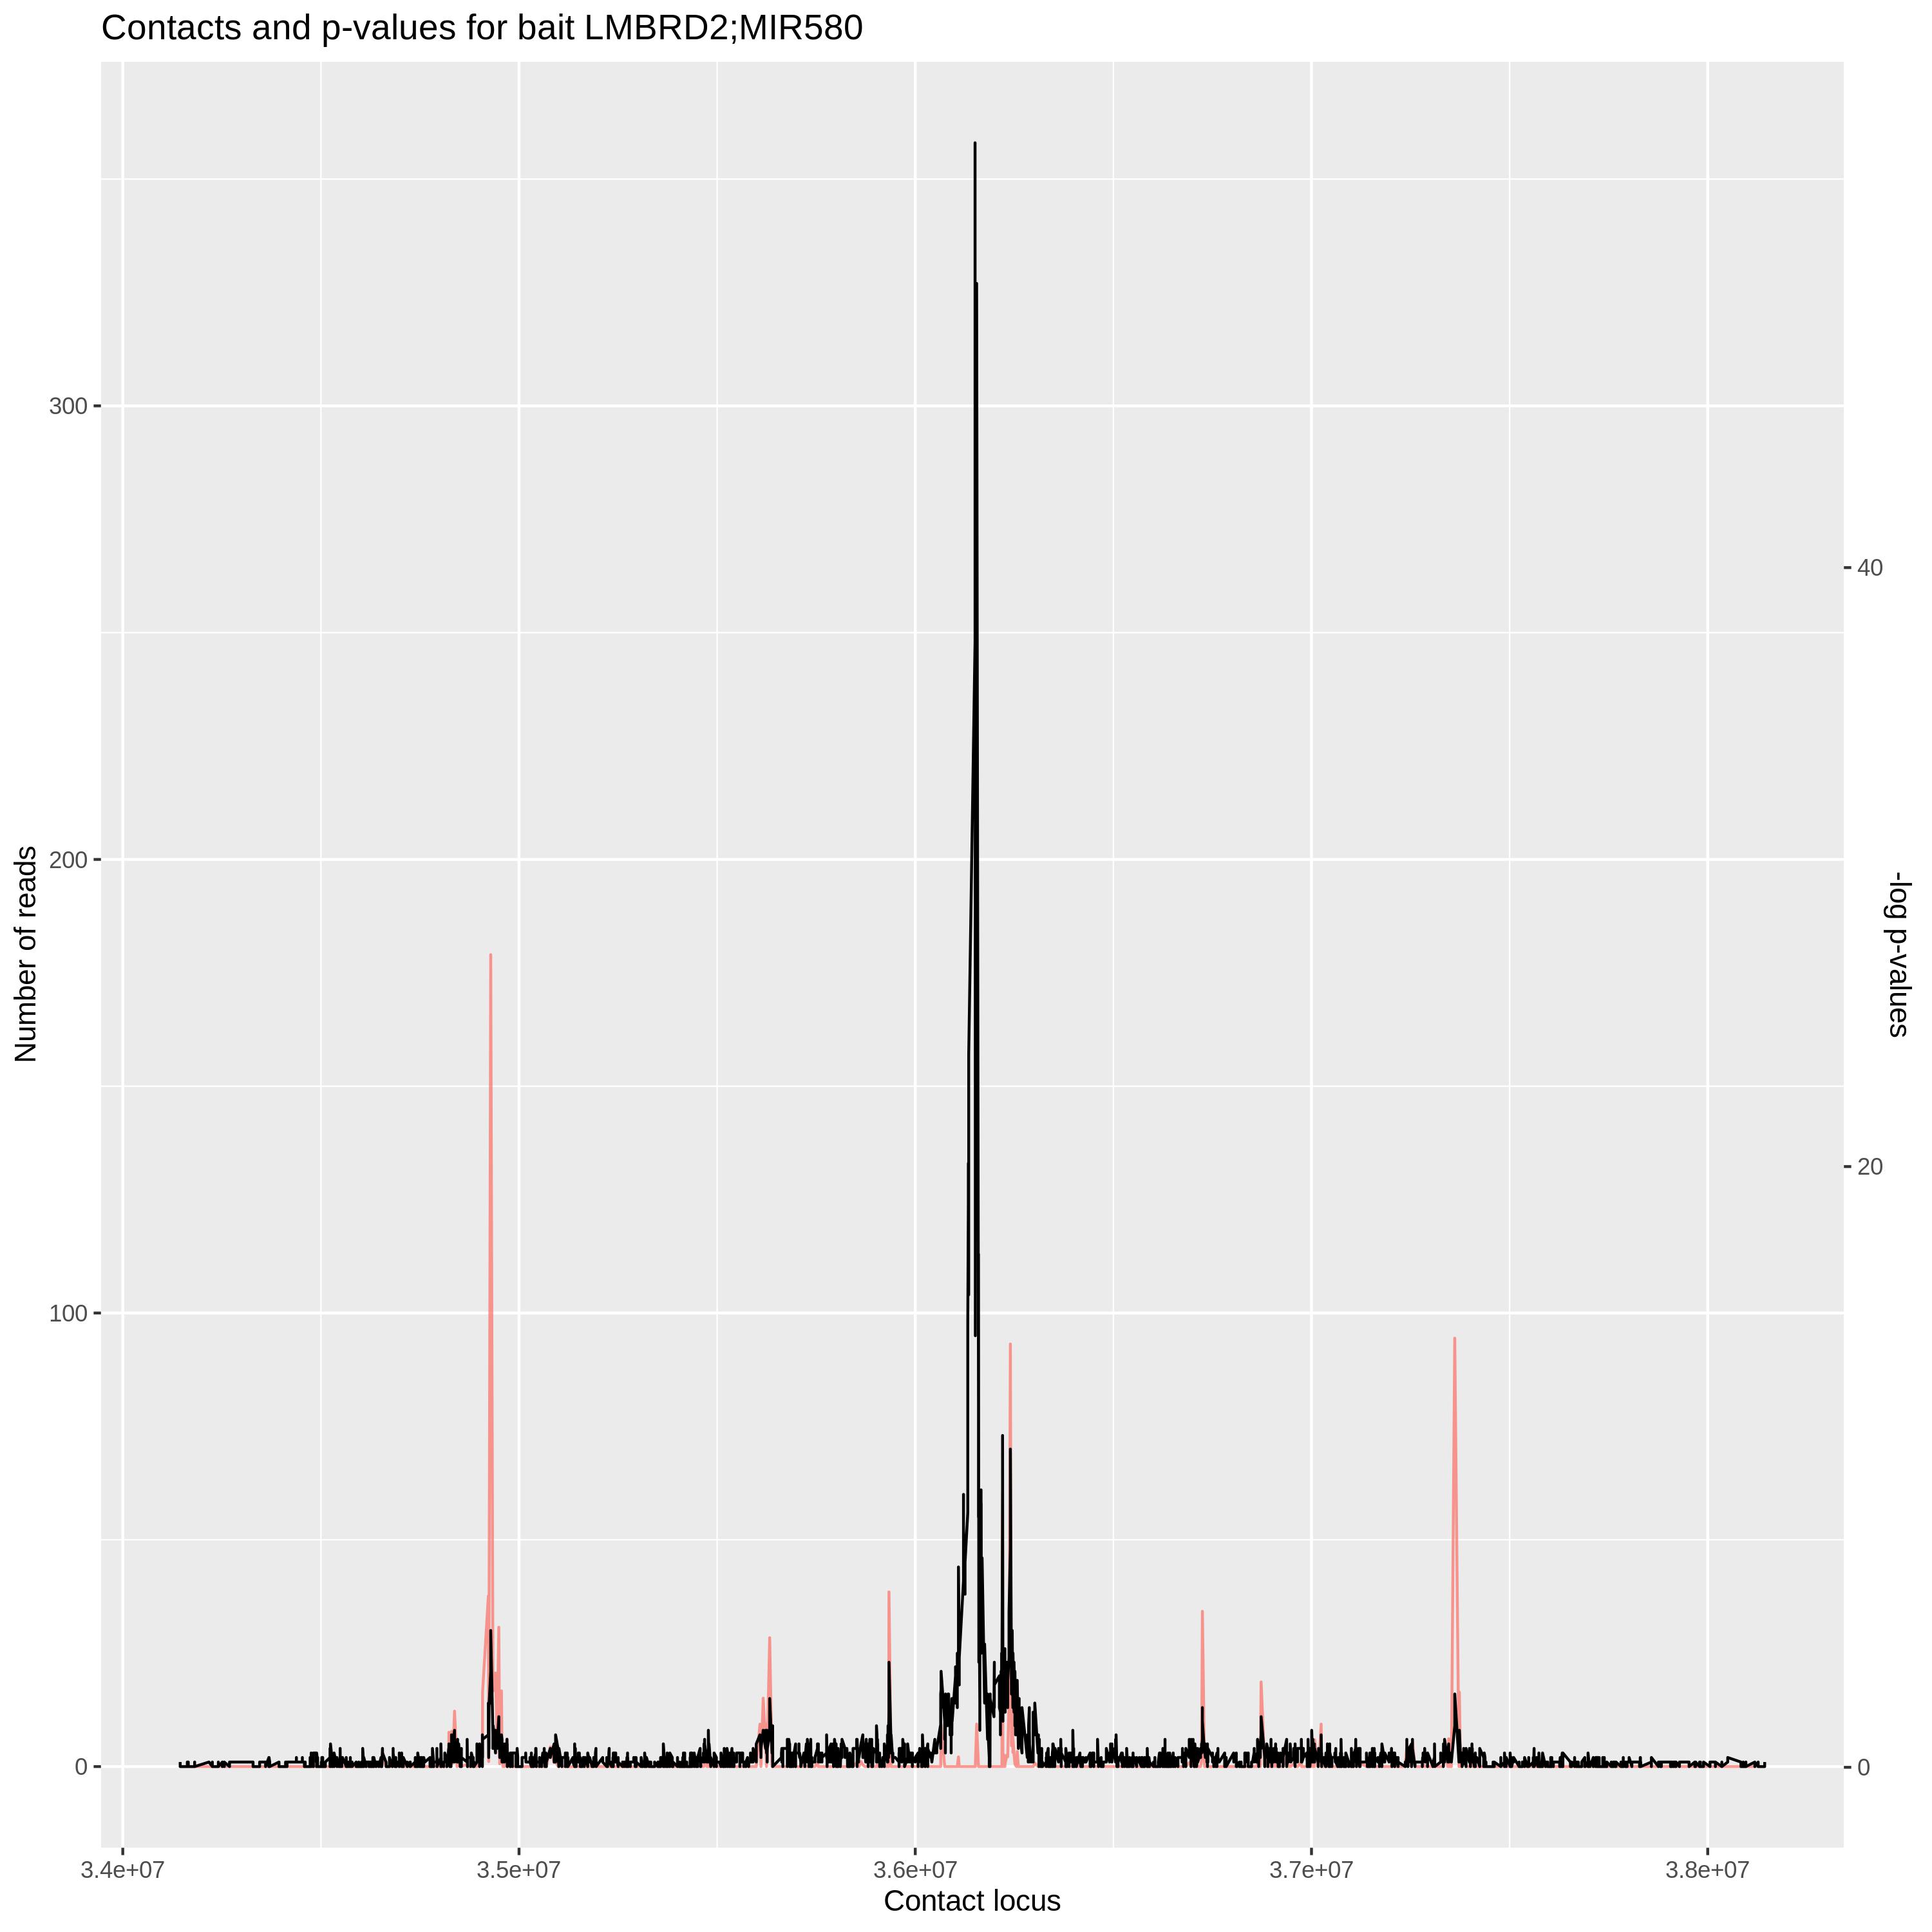 Contacts and p-values for bait LMBRD2;MIR580
Number of reads
300
200
100
0
40
20
0
-log p-values
3.4e+07
3.5e+07
3.6e+07
3.7e+07
3.8e+07
Contact locus